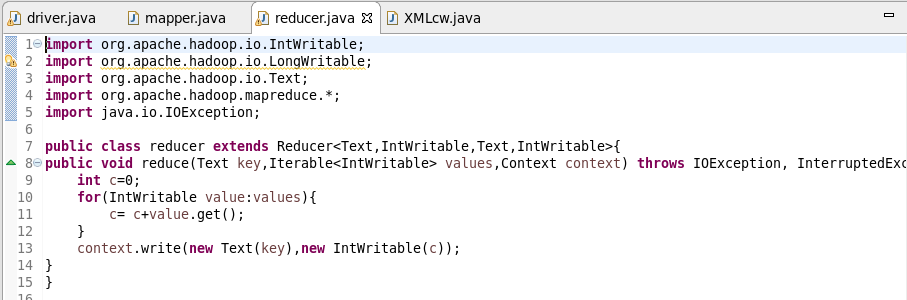 driver.java mapper.java reducer.java XMLcw.java
1 import org.apache.hadoop.io.IntWritable;
2 import org.apache.hadoop.io.LongWritable;
3 import org.apache.hadoop.io.Text;
4 import org.apache.hadoop.mapreduce.*;
5 import java.io.IOException;
6
7 public class reducer extends Reducer<Text,IntWritable,Text,IntWritable>{
8 public void reduce(Text key,Iterable<IntWritable> values,Context context) throws IOException, InterruptedExc
9     int c=0;
10     for(IntWritable value:values){
11         c= c+value.get();
12     }
13     context.write(new Text(key),new IntWritable(c));
14 }
15 }
16